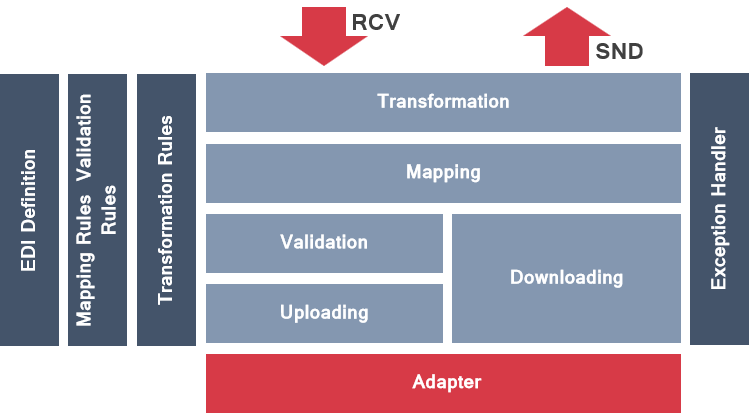 RCV
SND
EDI Definition
Mapping Rules Validation
Rules
Transformation Rules
Transformation
Mapping
Validation
Uploading
Downloading
Adapter
Exception Handler